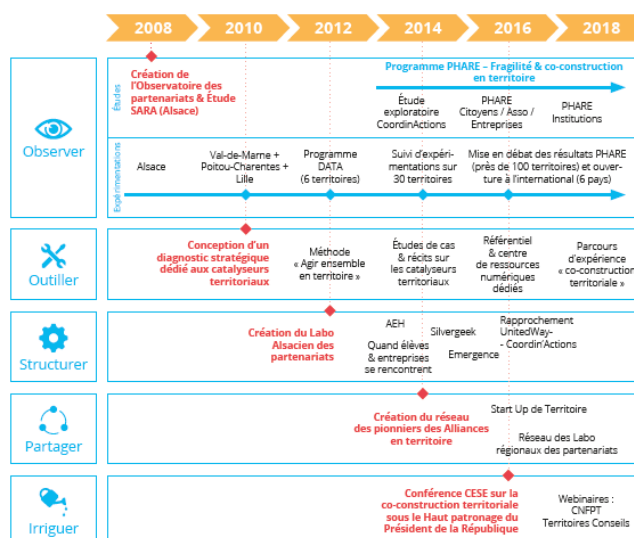 2008 2010 2012 2014 2016 2018
Observer
Études
Création de
l'Observatoire des
partenariats & Étude
SARA (Alsace)
Programme PHARE – Fragilité & co-construction
en territoire
Étude
exploratoire
CoordinActions
PHARE
Citoyens / Asso /
Entreprises
PHARE
Institutions
Expérimentations
Alsace
Val-de-Marne +
Poitou-Charentes +
Lille
Programme
DATA
(6 territoires)
Suivi d'expéri-
mentations sur
30 territoires
Mise en débat des résultats PHARE
(près de 100 territoires) et ouver-
ture à l'international (6 pays)
Outiller
Conception d'un
diagnostic stratégique
dédié aux catalyseurs
territoriaux
Méthode
« Agir ensemble
en territoire »
Études de cas
& récits sur
les catalyseurs
territoriaux
Référentiel
& centre
de ressources
numériques
dédiés
Parcours
d'expérience
« co-construction
territoriale »
Structurer
Création du Labo
Alsacien des
partenariats
AEH
Quand élèves
& entreprises
se rencontrent
Silvergeek
Emergence
Rapprochement
UnitedWay-
- Coordin'Actions
Partager
Création du réseau
des pionniers des Alliances
en territoire
Start Up de Territoire
Réseau des Labo
régionaux des partenariats
Irriguer
Conférence CESE sur la
co-construction territoriale
sous le Haut patronage du
Président de la République
Webinaires :
CNFPT
Territoires Conseils